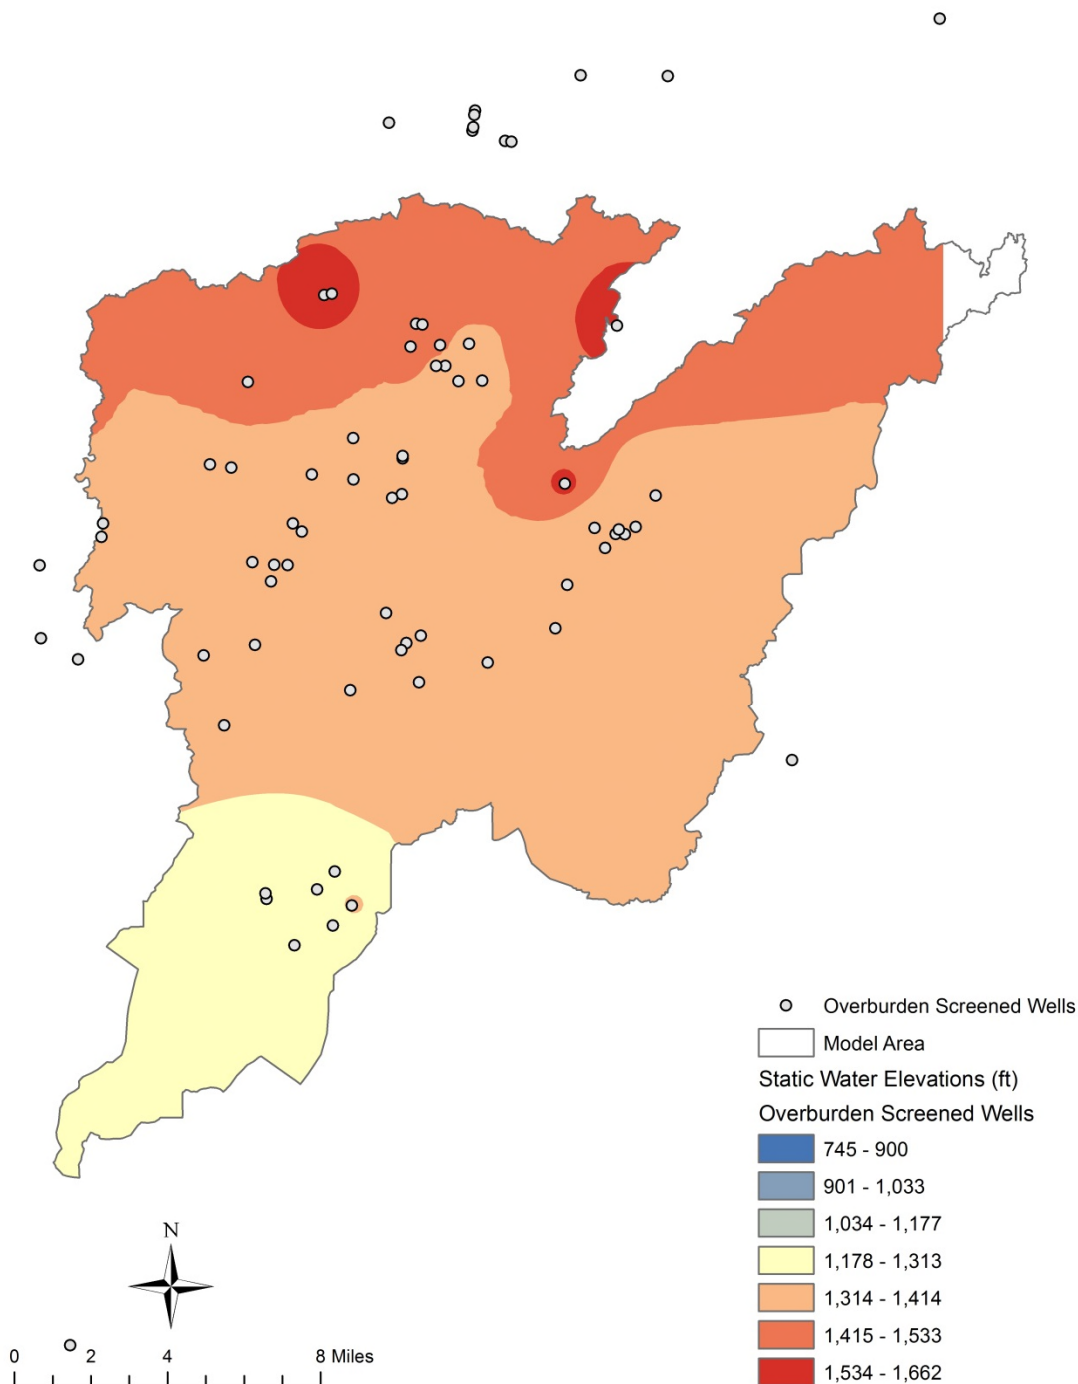 Overburden Screened Wells
Model Area
Static Water Elevations (ft)
Overburden Screened Wells
745 - 900
901 - 1,033
1,034 - 1,177
1,178 - 1,313
1,314 - 1,414
1,415 - 1,533
1,534 - 1,662
N
0 2 4 8 Miles